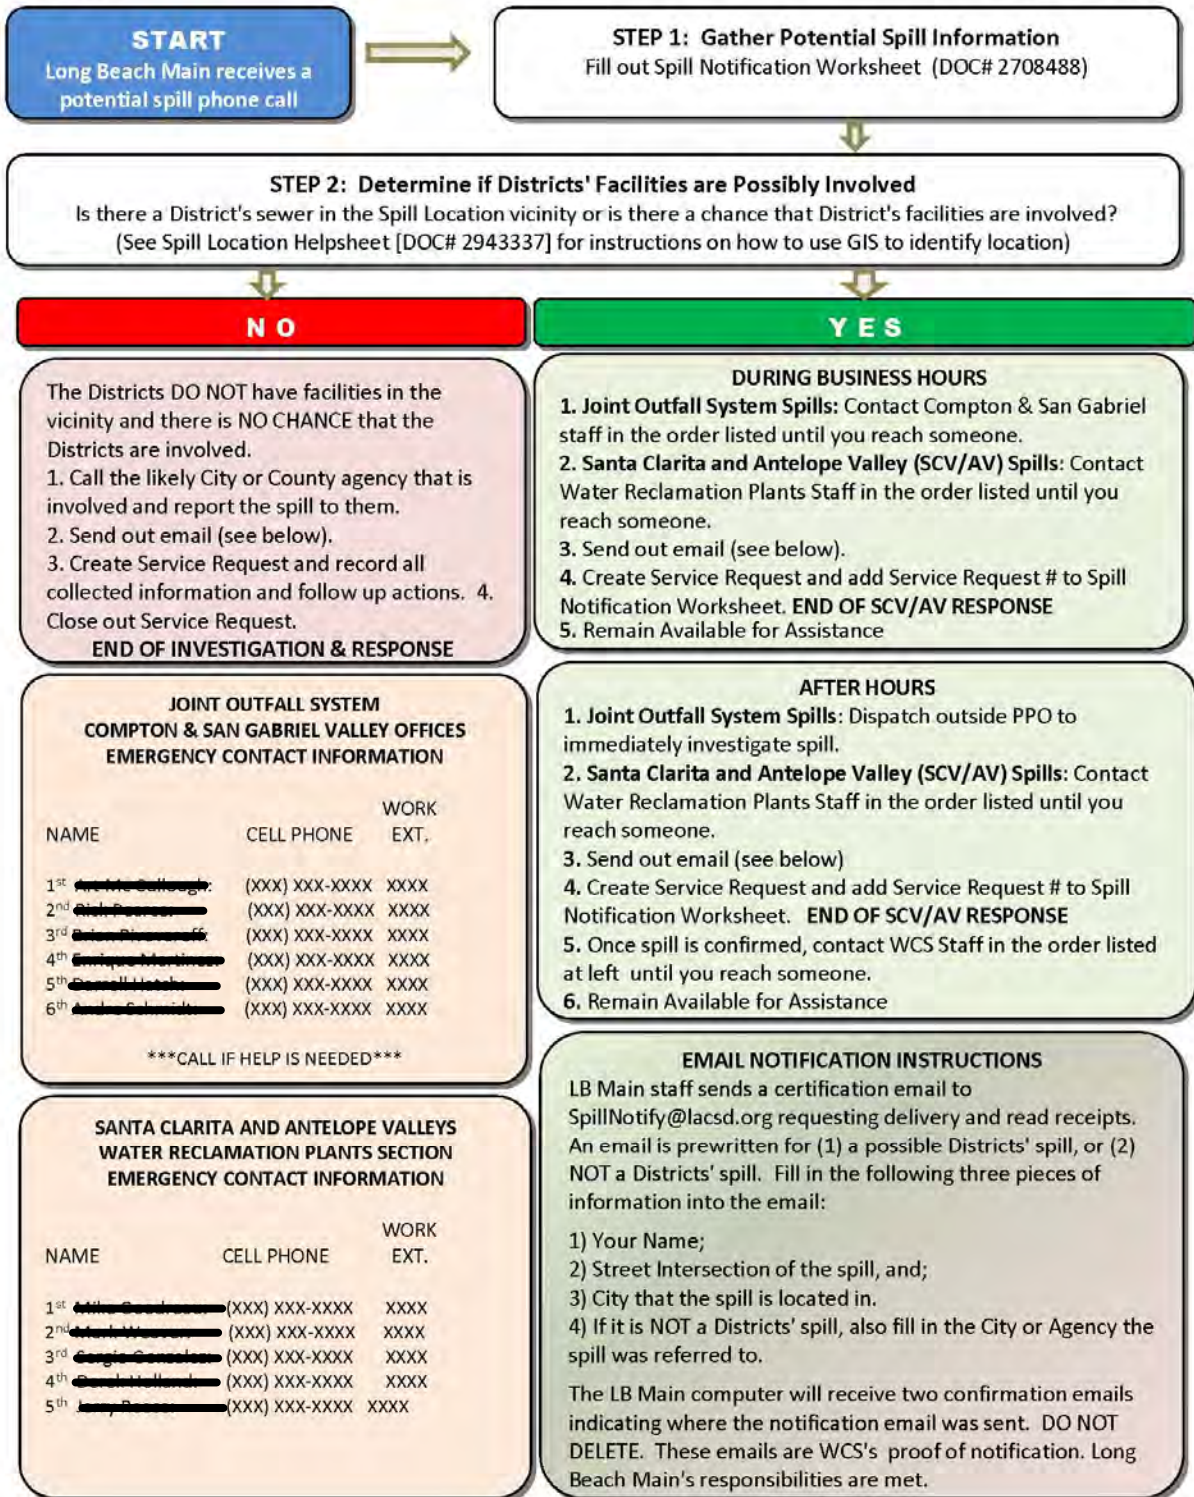 START
Long Beach Main receives a
potential spill phone call
STEP 1: Gather Potential Spill Information
Fill out Spill Notification Worksheet (DOC# 2708488)
STEP 2: Determine if Districts' Facilities are Possibly Involved
Is there a District's sewer in the Spill Location vicinity or is there a chance that District's facilities are involved?
(See Spill Location Helpsheet [DOC# 2943337] for instructions on how to use GIS to identify location)
NO
The Districts DO NOT have facilities in the
vicinity and there is NO CHANCE that the
Districts are involved.
1. Call the likely City or County agency that is
involved and report the spill to them.
2. Send out email (see below).
3. Create Service Request and record all
collected information and follow up actions. 4.
Close out Service Request.
END OF INVESTIGATION & RESPONSE
YES
DURING BUSINESS HOURS
1. Joint Outfall System Spills: Contact Compton & San Gabriel
staff in the order listed until you reach someone.
2. Santa Clarita and Antelope Valley (SCV/AV) Spills: Contact
Water Reclamation Plants Staff in the order listed until you
reach someone.
3. Send out email (see below).
4. Create Service Request and add Service Request # to Spill
Notification Worksheet. END OF SCV/AV RESPONSE
5. Remain Available for Assistance
AFTER HOURS
1. Joint Outfall System Spills: Dispatch outside PPO to
immediately investigate spill.
2. Santa Clarita and Antelope Valley (SCV/AV) Spills: Contact
Water Reclamation Plants Staff in the order listed until you
reach someone.
3. Send out email (see below)
4. Create Service Request and add Service Request # to Spill
Notification Worksheet. END OF SCV/AV RESPONSE
5. Once spill is confirmed, contact WCS Staff in the order listed
at left until you reach someone.
6. Remain Available for Assistance
JOINT OUTFALL SYSTEM
COMPTON & SAN GABRIEL VALLEY OFFICES
EMERGENCY CONTACT INFORMATION
WORK
NAME CELL PHONE EXT.
1st (XXX) XXX-XXXX XXXX
2nd (XXX) XXX-XXXX XXXX
3rd (XXX) XXX-XXXX XXXX
4th (XXX) XXX-XXXX XXXX
5th (XXX) XXX-XXXX XXXX
6th (XXX) XXX-XXXX XXXX
***CALL IF HELP IS NEEDED***
SANTA CLARITA AND ANTELOPE VALLEYS
WATER RECLAMATION PLANTS SECTION
EMERGENCY CONTACT INFORMATION
WORK
NAME CELL PHONE EXT.
1st (XXX) XXX-XXXX XXXX
2nd (XXX) XXX-XXXX XXXX
3rd (XXX) XXX-XXXX XXXX
4th (XXX) XXX-XXXX XXXX
5th (XXX) XXX-XXXX XXXX
EMAIL NOTIFICATION INSTRUCTIONS
LB Main staff sends a certification email to
SpillNotify@lacsd.org requesting delivery and read receipts.
An email is prewritten for (1) a possible Districts' spill, or (2)
NOT a Districts' spill. Fill in the following three pieces of
information into the email:
1) Your Name;
2) Street Intersection of the spill, and;
3) City that the spill is located in.
4) If it is NOT a Districts' spill, also fill in the City or Agency the
spill was referred to.
The LB Main computer will receive two confirmation emails
indicating where the notification email was sent. DO NOT
DELETE. These emails are WCS's proof of notification. Long
Beach Main's responsibilities are met.